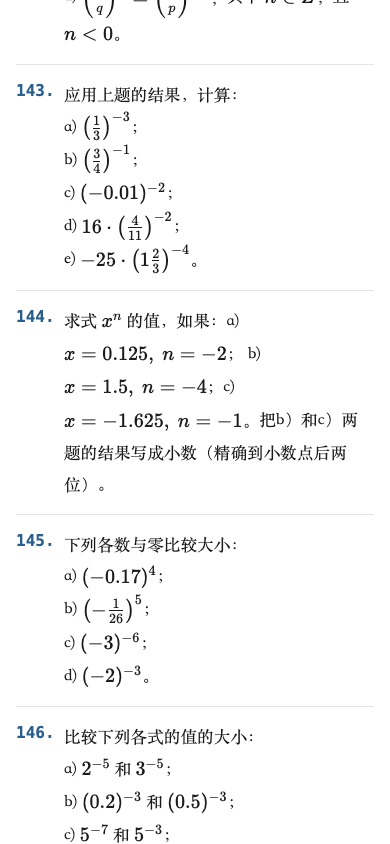 n < 0。
143. 应用上题的结果，计算：
a) (1/3)^{-3}；
b) (3/4)^{-1}；
c) (−0.01)^{-2}；
d) 16 · (4/11)^{-2}；
e) −25 · (1 2/3)^{-4}。
144. 求式 x^n 的值，如果：a)
x = 0.125, n = −2；b)
x = 1.5, n = −4；c)
x = −1.625, n = −1。把b）和c）两
题的结果写成小数（精确到小数点后两
位）。
145. 下列各数与零比较大小：
a) (−0.17)^4；
b) (−1/26)^5；
c) (−3)^{-6}；
d) (−2)^{-3}。
146. 比较下列各式的值的大小：
a) 2^{-5} 和 3^{-5}；
b) (0.2)^{-3} 和 (0.5)^{-3}；
c) 5^{-7} 和 5^{-3}；